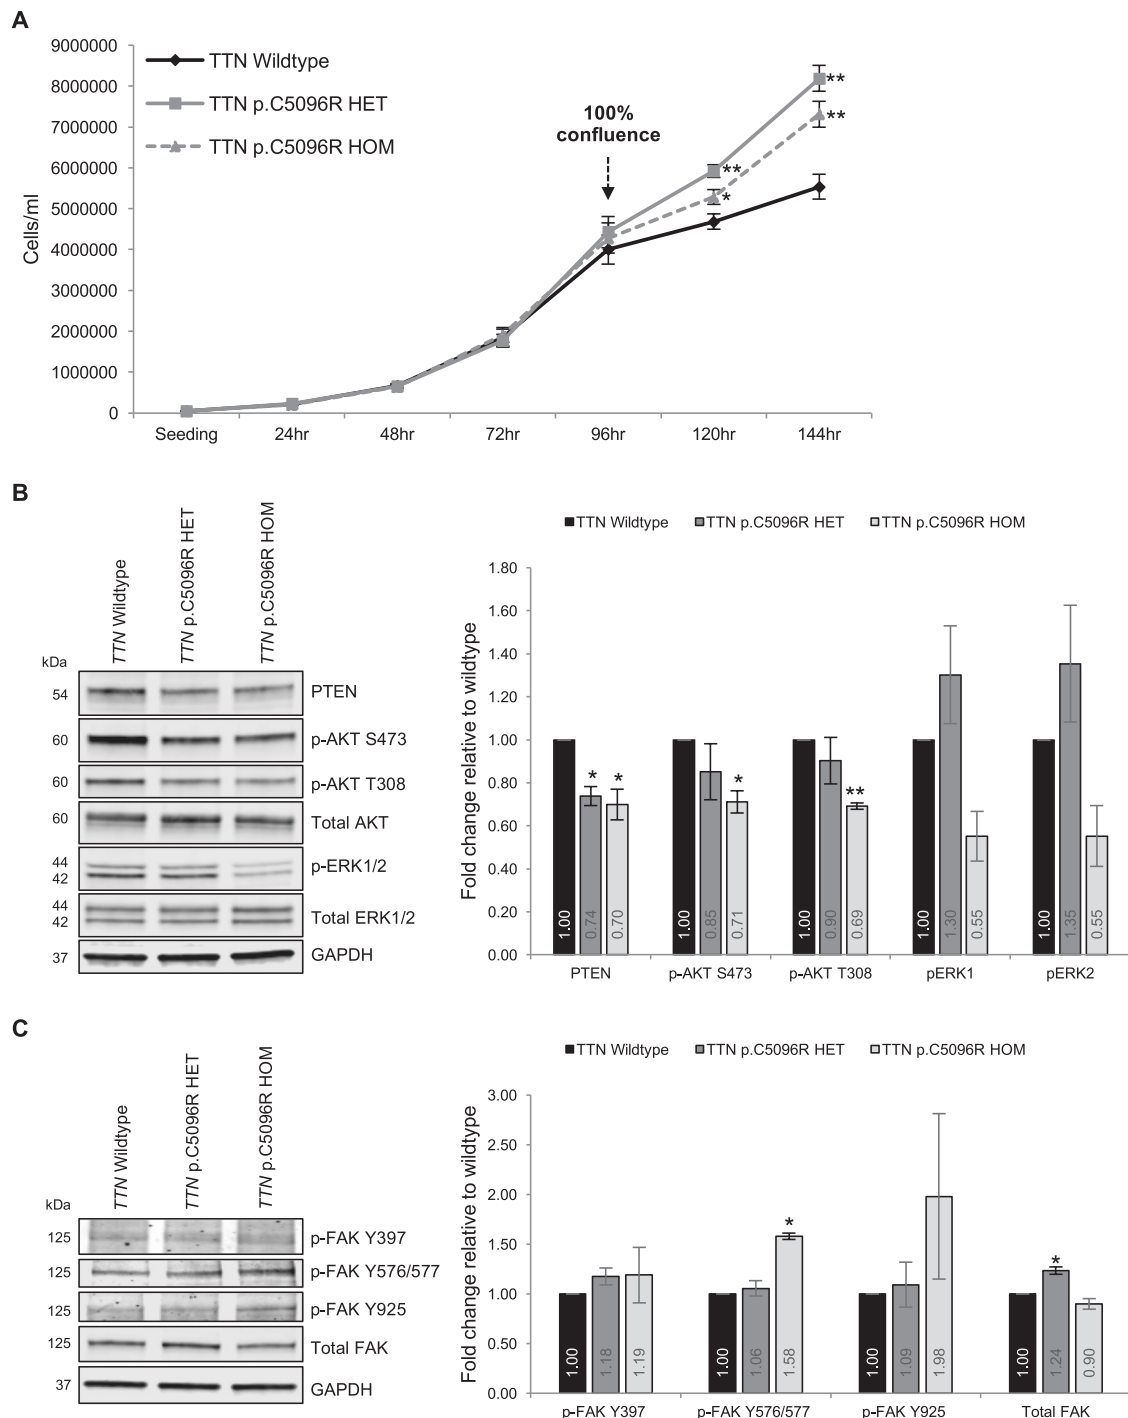 A
9000000
8000000
7000000
6000000
5000000
4000000
3000000
2000000
1000000
0
Cells/ml
TTN Wildtype
TTN p.C5096R HET
TTN p.C5096R HOM
100%
confluence
**
**
**
*
Seeding 24hr 48hr 72hr 96hr 120hr 144hr
B
TTN Wildtype
TTN p.C5096R HET
TTN p.C5096R HOM
kDa
54 PTEN
60 p-AKT S473
60 p-AKT T308
60 Total AKT
44
42
p-ERK1/2
44
42
Total ERK1/2
37 GAPDH
TTN Wildtype TTN p.C5096R HET TTN p.C5096R HOM
Fold change relative to wildtype
1.80
1.60
1.40
1.20
1.00
0.80
0.60
0.40
0.20
0.00
* * * **
1.00 0.74 0.70 1.00 0.85 0.71 1.00 0.90 0.69 1.00 1.30 0.55 1.00 1.35 0.55
PTEN p-AKT S473 p-AKT T308 pERK1 pERK2
C
TTN Wildtype
TTN p.C5096R HET
TTN p.C5096R HOM
kDa
125 p-FAK Y397
125 p-FAK Y576/577
125 p-FAK Y925
125 Total FAK
37 GAPDH
TTN Wildtype TTN p.C5096R HET TTN p.C5096R HOM
Fold change relative to wildtype
3.00
2.50
2.00
1.50
1.00
0.50
0.00
* *
1.00 1.18 1.19 1.00 1.06 1.58 1.00 1.09 1.98 1.00 1.24 0.90
p-FAK Y397 p-FAK Y576/577 p-FAK Y925 Total FAK